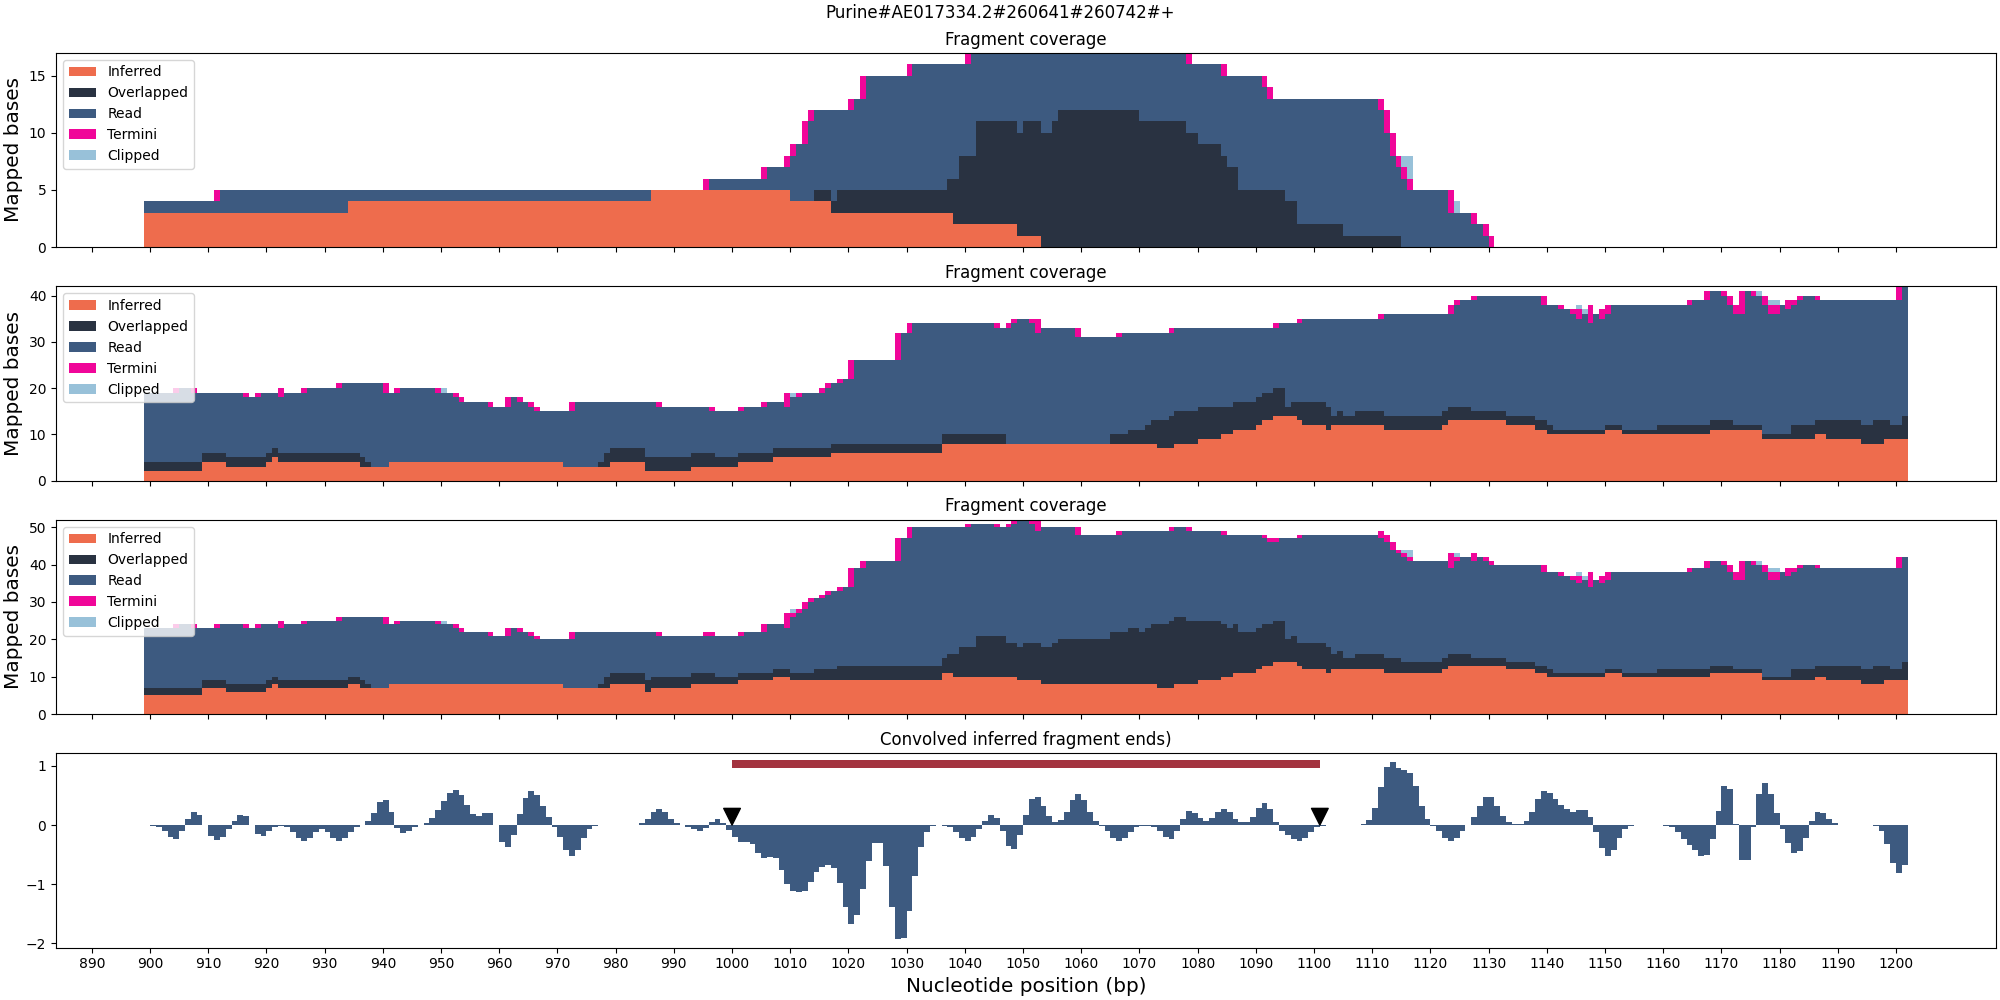 Purine#AE017334.2#260641#260742#+
Fragment coverage
Mapped bases
15
10
5
0
Inferred
Overlapped
Read
Termini
Clipped
Fragment coverage
Mapped bases
40
30
20
10
0
Inferred
Overlapped
Read
Termini
Clipped
Fragment coverage
Mapped bases
50
40
30
20
10
0
Inferred
Overlapped
Read
Termini
Clipped
Convolved inferred fragment ends)
1
0
−1
−2
890 900 910 920 930 940 950 960 970 980 990 1000 1010 1020 1030 1040 1050 1060 1070 1080 1090 1100 1110 1120 1130 1140 1150 1160 1170 1180 1190 1200
Nucleotide position (bp)